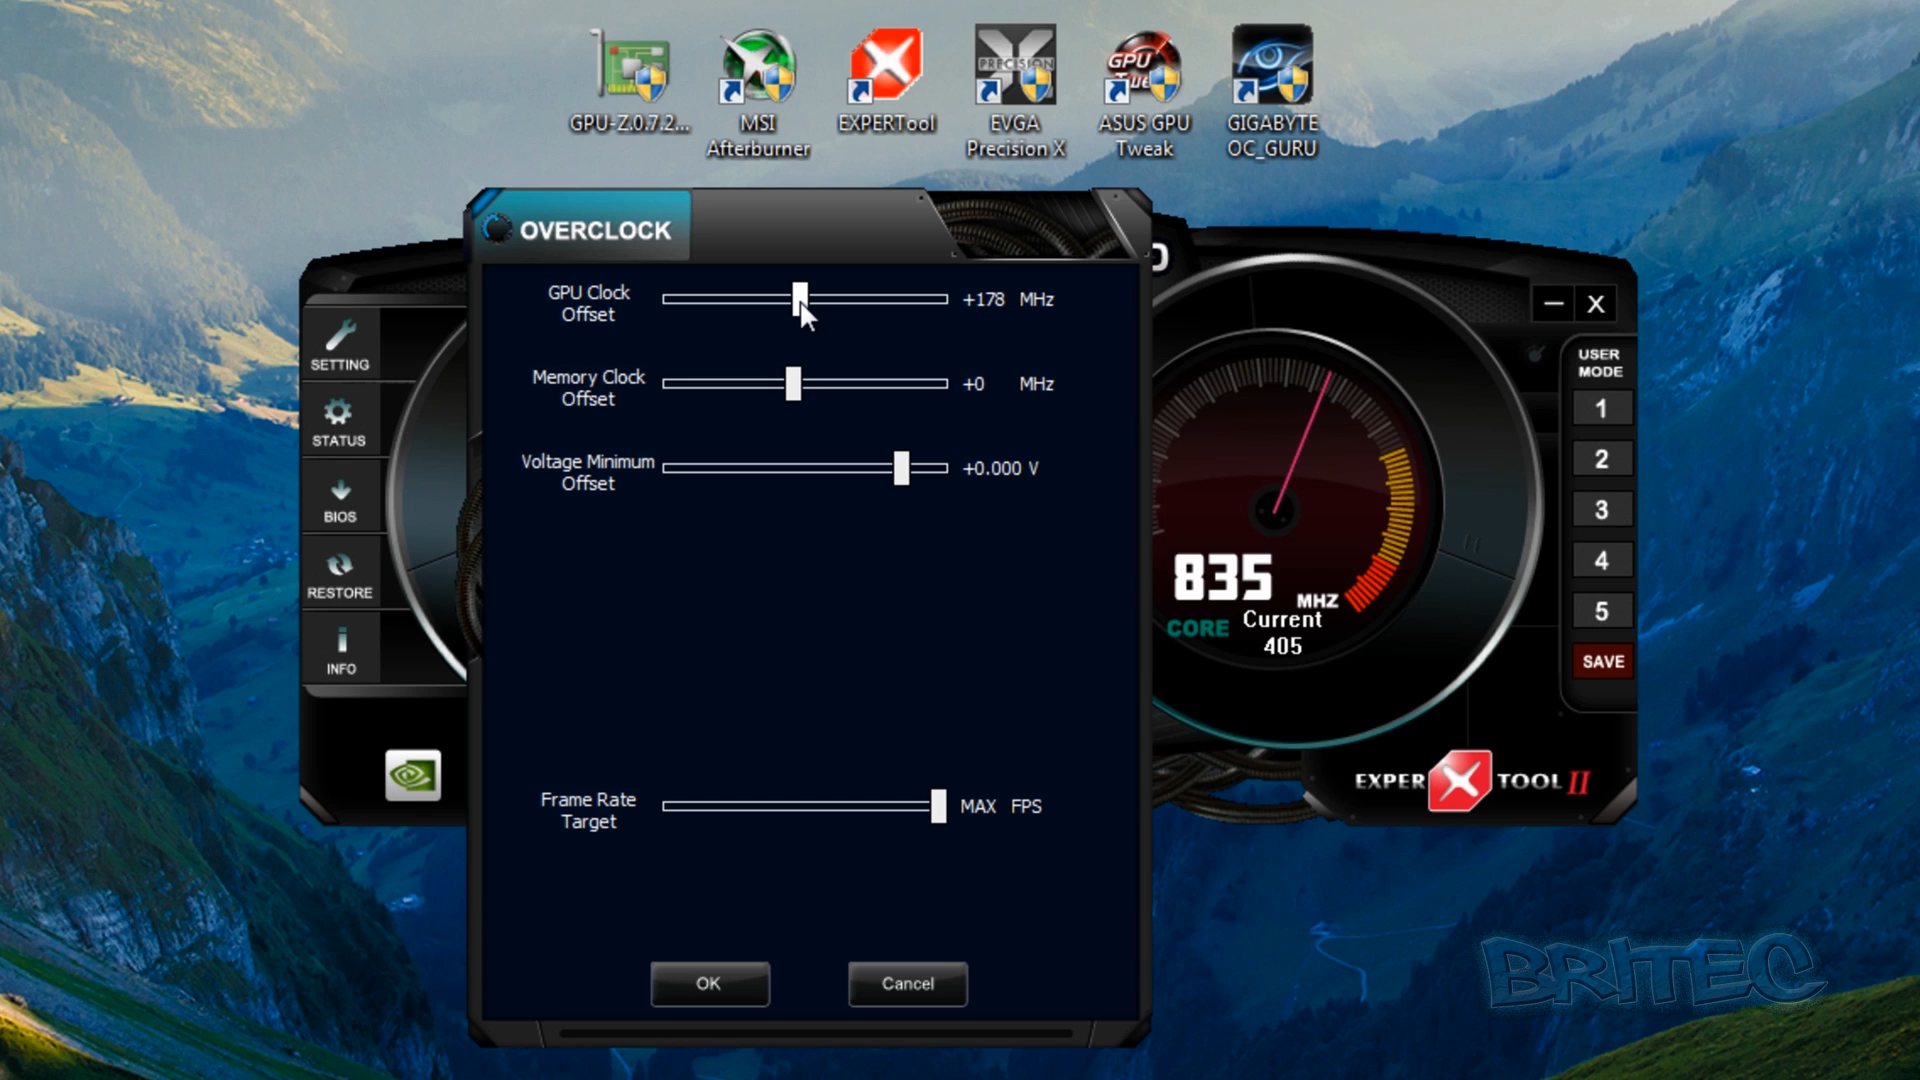 GPU-Z.0.7.2...
MSI
Afterburner
EXPERTool
PRECISION
EVGA
Precision X
GPU
ASUS GPU
Tweak
GIGABYTE
OC_GURU
OVERCLOCK
GPU Clock
Offset
+178 MHz
Memory Clock
Offset
+0 MHz
Voltage Minimum
Offset
+0.000 V
Frame Rate
Target
MAX FPS
OK
Cancel
SETTING
STATUS
BIOS
RESTORE
INFO
835
MHZ
CORE
Current
405
X
USER
MODE
1
2
3
4
5
SAVE
EXPER X TOOL II
BRITEC